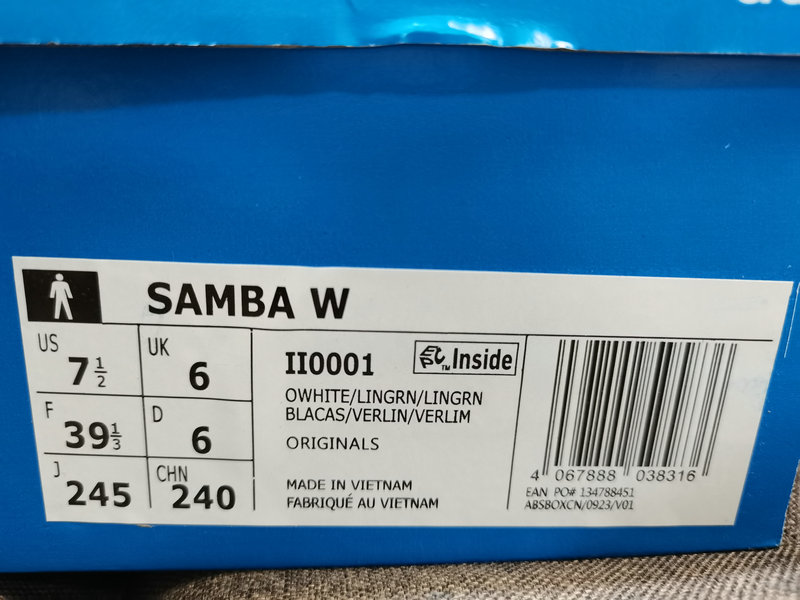 SAMBA W
US 7 1/2
UK 6
F 39 1/3
D 6
J 245
CHN 240
II0001
EPC™ Inside
OWHITE/LINGRN/LINGRN
BLACAS/VERLIN/VERLIM
ORIGINALS
MADE IN VIETNAM
FABRIQUÉ AU VIETNAM
4 067888 038316
EAN PO# 134788451
ABSBOXCN/0923/V01